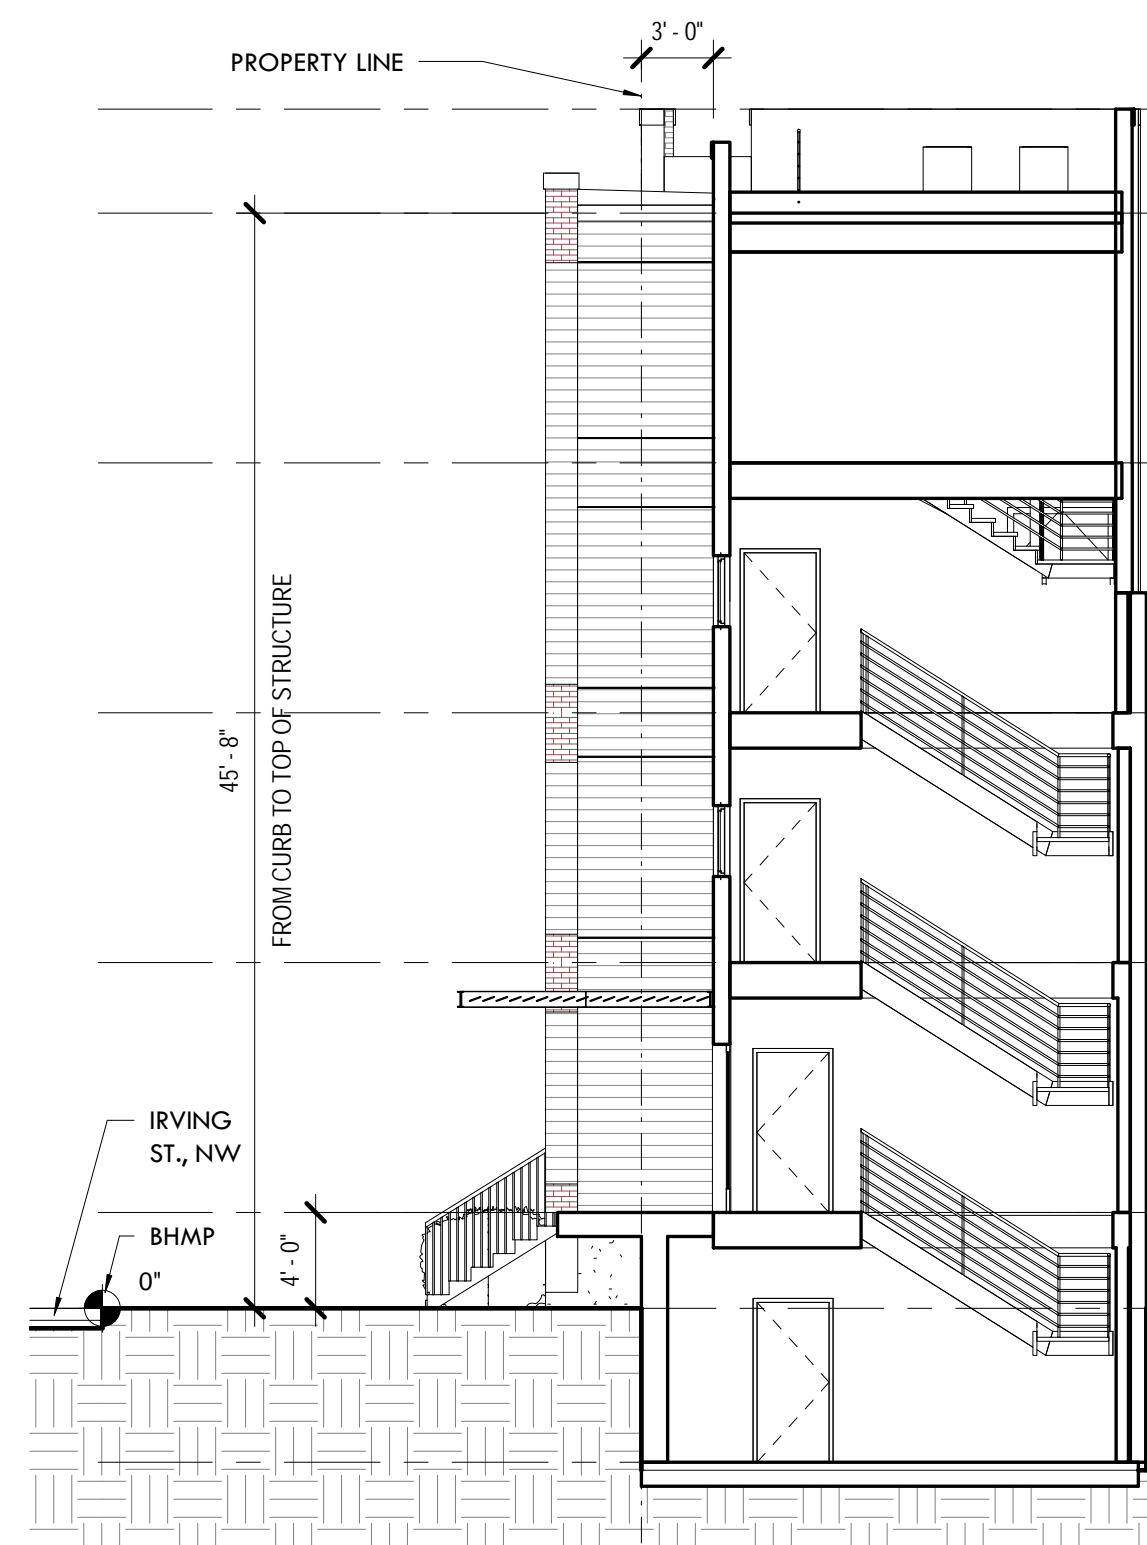 3' - 0"
PROPERTY LINE
45' - 8"
FROM CURB TO TOP OF STRUCTURE
IRVING
ST., NW
BHMP
0"
4' - 0"